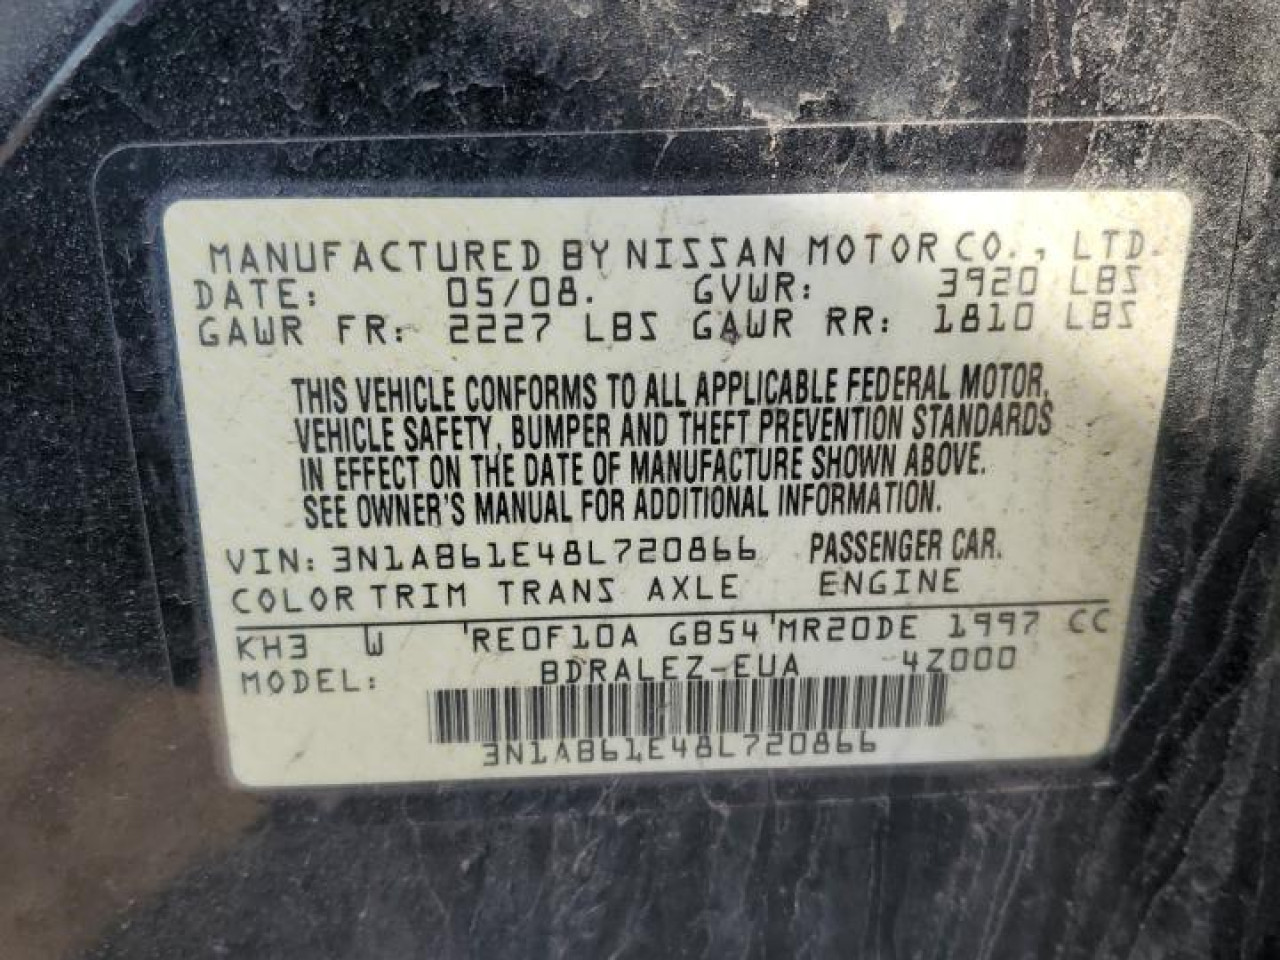 MANUFACTURED BY NISSAN MOTOR CO., LTD.
DATE: 05/08. GVWR: 3920 LBS
GAWR FR: 2227 LBS GAWR RR: 1810 LBS
THIS VEHICLE CONFORMS TO ALL APPLICABLE FEDERAL MOTOR
VEHICLE SAFETY, BUMPER AND THEFT PREVENTION STANDARDS
IN EFFECT ON THE DATE OF MANUFACTURE SHOWN ABOVE.
SEE OWNER'S MANUAL FOR ADDITIONAL INFORMATION.
VIN: 3N1AB61E48L720866 PASSENGER CAR.
COLOR TRIM TRANS AXLE ENGINE
KH3 W 'RE0F10A GB54'MR20DE 1997 CC
MODEL: BDRALEZ-EUA 4Z000
3N1AB61E48L720866